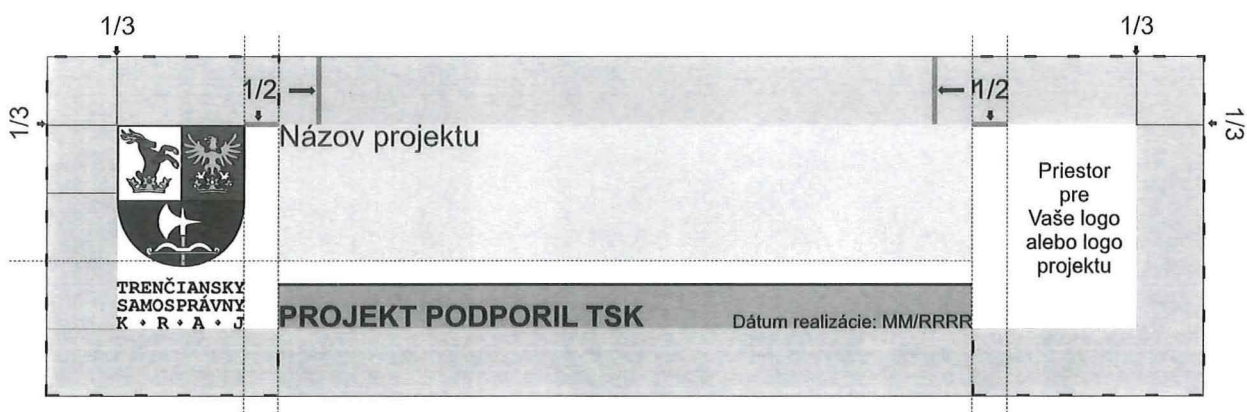 1/3
1/3
1/2
1/2
1/3
1/3
Názov projektu
Priestor
pre
Vaše logo
alebo logo
projektu
TRENČIANSKY
SAMOSPRÁVNY
K • R • A • J
PROJEKT PODPORIL TSK
Dátum realizácie: MM/RRRR